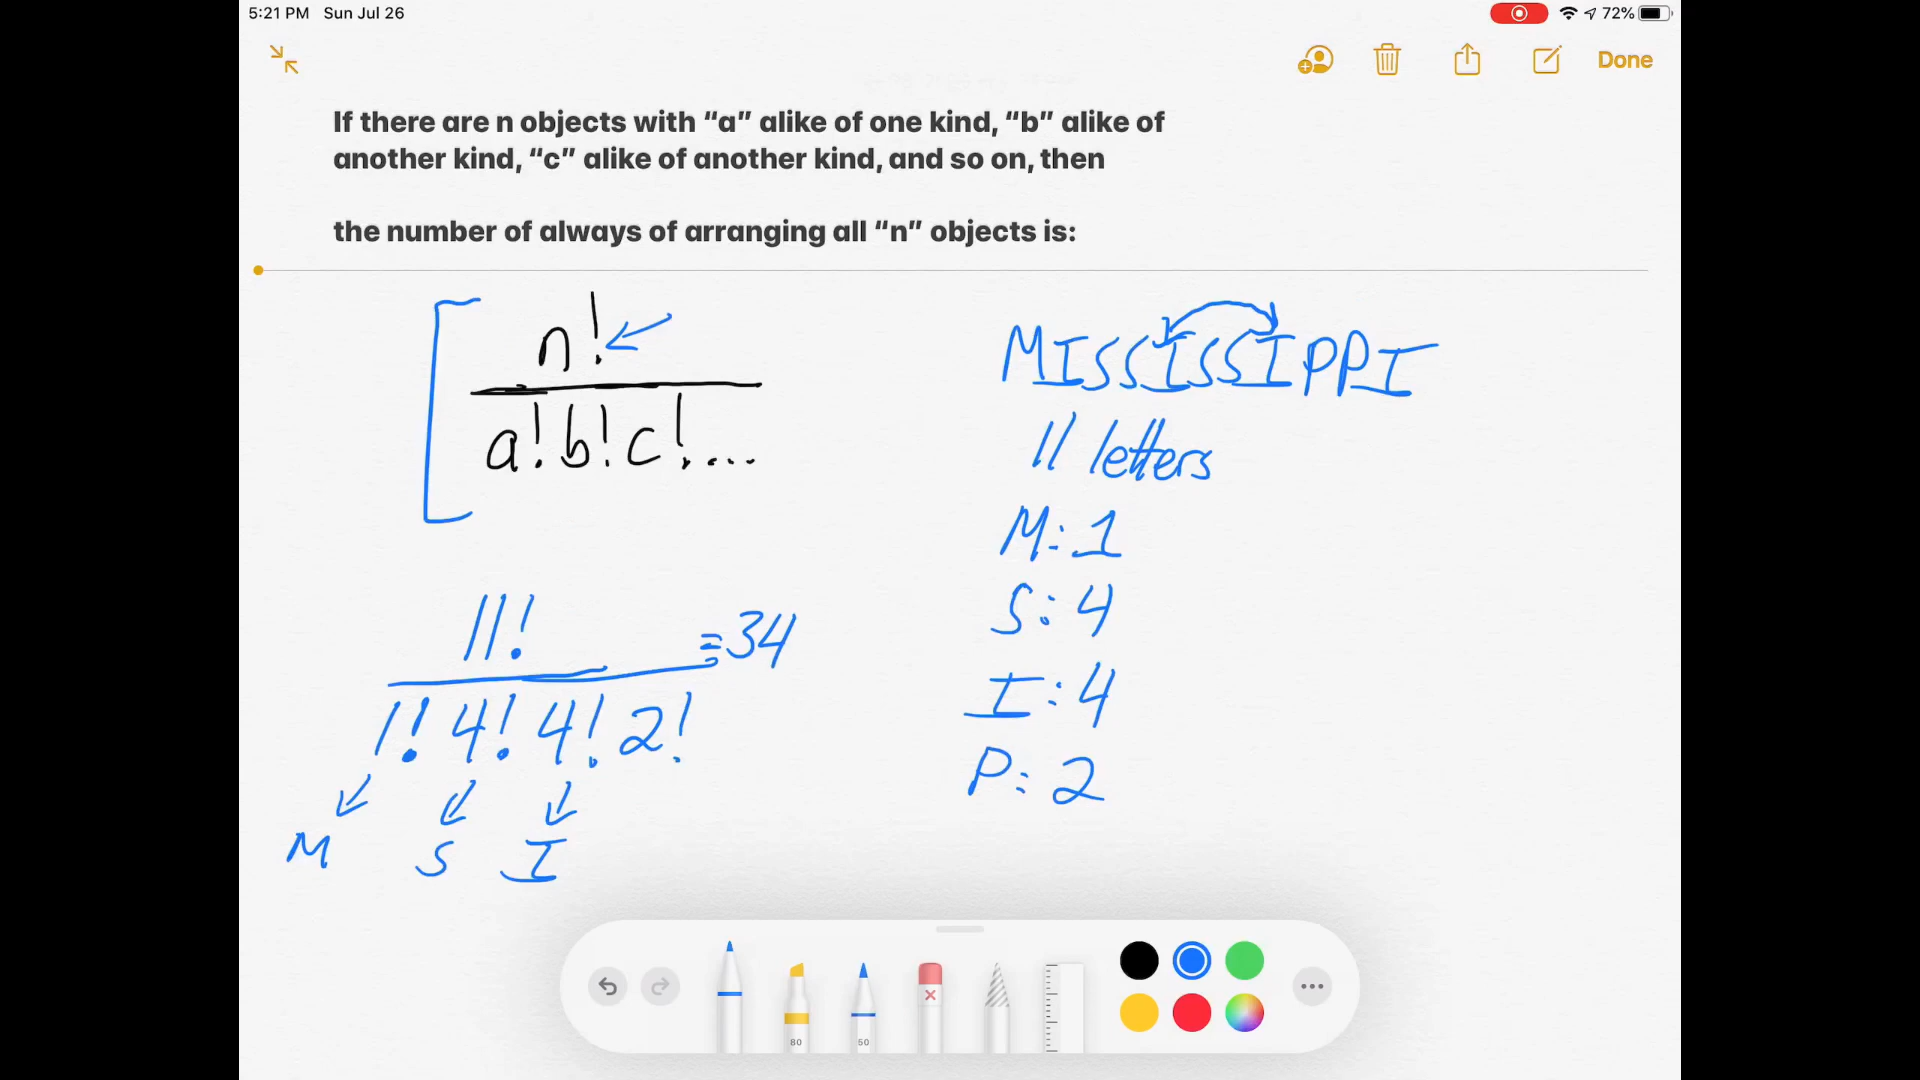 5:21 PM Sun Jul 26
72%
Done
If there are n objects with “a” alike of one kind, “b” alike of
another kind, “c” alike of another kind, and so on, then
the number of always of arranging all “n” objects is:
n!
a! b! c! ...
MISSISSIPPI
11 letters
M: 1
S: 4
I: 4
P: 2
11!
=34
1! 4! 4! 2!
M S I
80
50